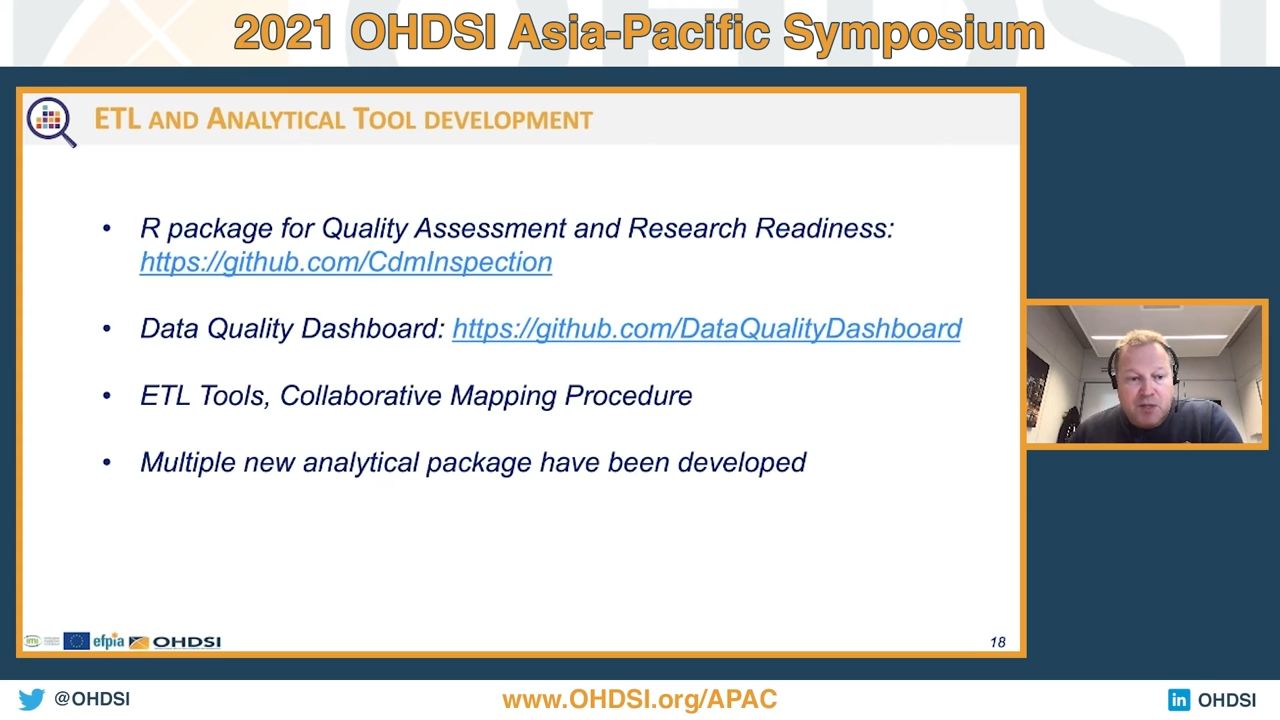 2021 OHDSI Asia-Pacific Symposium
ETL AND ANALYTICAL TOOL DEVELOPMENT
• R package for Quality Assessment and Research Readiness:
https://github.com/CdmInspection
• Data Quality Dashboard: https://github.com/DataQualityDashboard
• ETL Tools, Collaborative Mapping Procedure
• Multiple new analytical package have been developed
efpia OHDSI
18
@OHDSI
www.OHDSI.org/APAC
in OHDSI